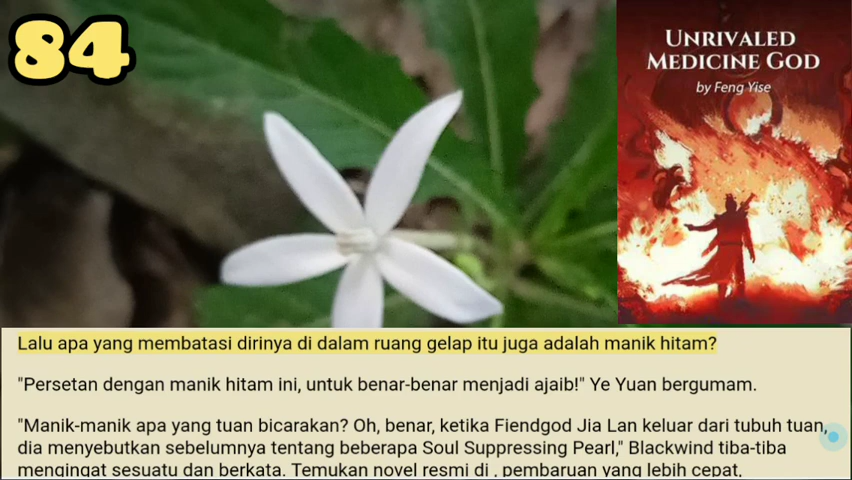 84
UNRIVALED
MEDICINE GOD
by Feng Yise
Lalu apa yang membatasi dirinya di dalam ruang gelap itu juga adalah manik hitam?
"Persetan dengan manik hitam ini, untuk benar-benar menjadi ajaib!" Ye Yuan bergumam.
"Manik-manik apa yang tuan bicarakan? Oh, benar, ketika Fiendgod Jia Lan keluar dari tubuh tuan,
dia menyebutkan sebelumnya tentang beberapa Soul Suppressing Pearl," Blackwind tiba-tiba
mengingat sesuatu dan berkata. Temukan novel resmi di , pembaruan yang lebih cepat,